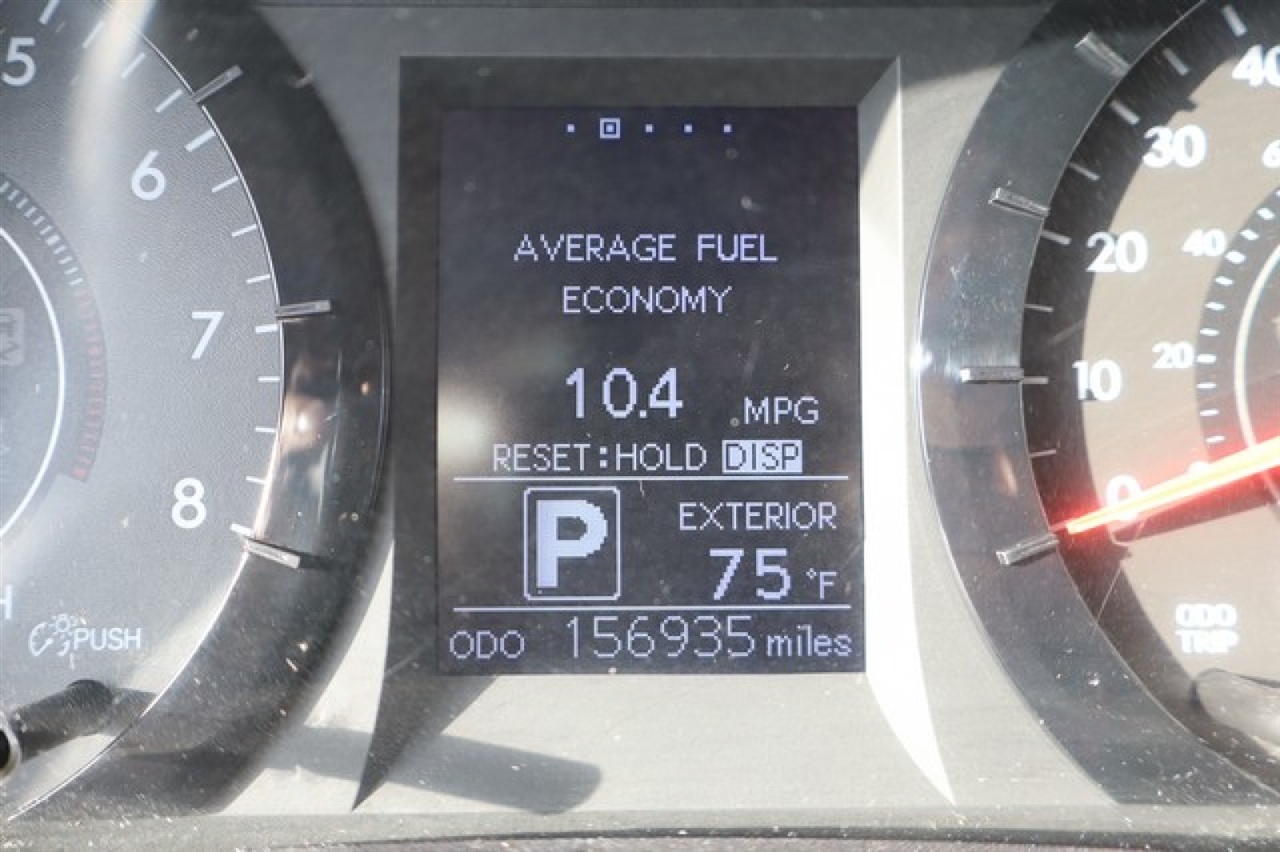 5
6
7
8
PUSH
AVERAGE FUEL
ECONOMY
10.4 MPG
RESET:HOLD DISP
P
EXTERIOR
75 °F
ODO 156935 miles
40
30
20
10
0
40
20
ODO
TRIP